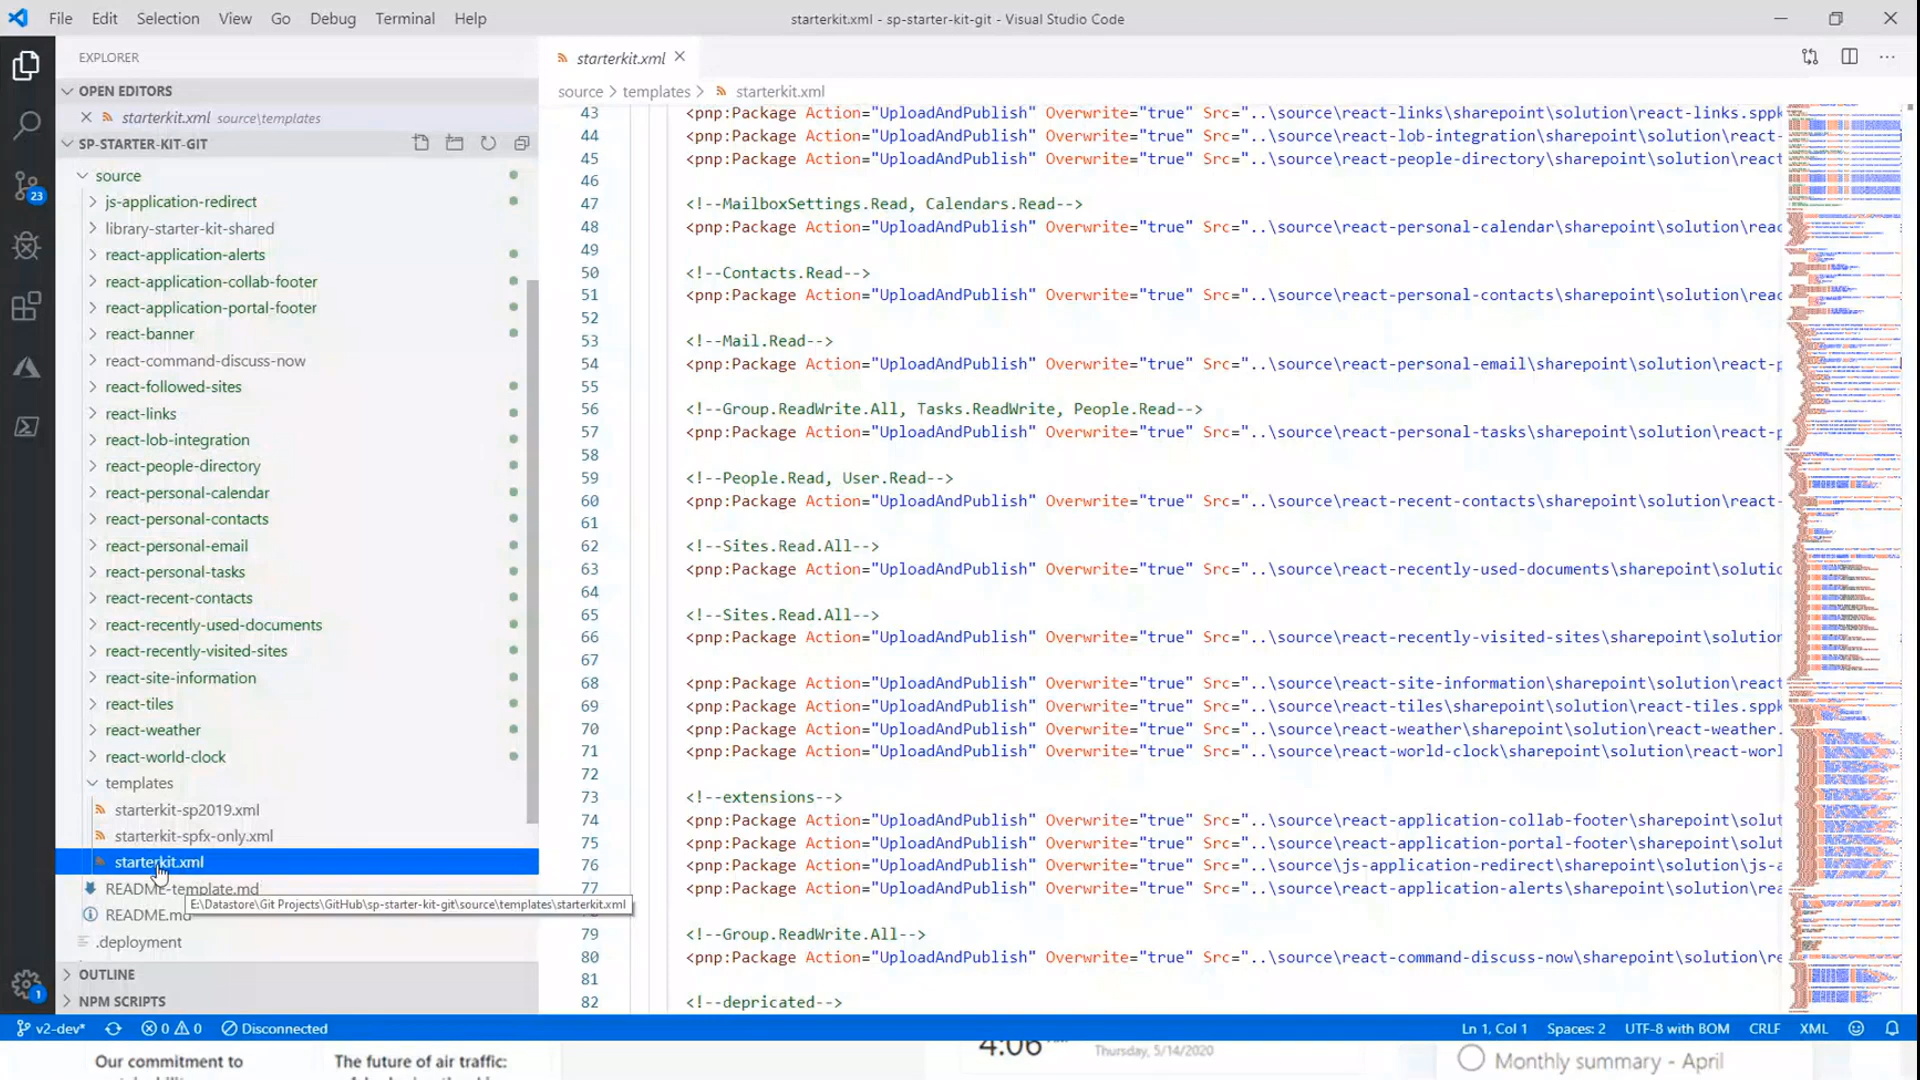 File Edit Selection View Go Debug Terminal Help
starterkit.xml - sp-starter-kit-git - Visual Studio Code
EXPLORER
OPEN EDITORS
starterkit.xml source\templates
SP-STARTER-KIT-GIT
source
js-application-redirect
library-starter-kit-shared
react-application-alerts
react-application-collab-footer
react-application-portal-footer
react-banner
react-command-discuss-now
react-followed-sites
react-links
react-lob-integration
react-people-directory
react-personal-calendar
react-personal-contacts
react-personal-email
react-personal-tasks
react-recent-contacts
react-recently-used-documents
react-recently-visited-sites
react-site-information
react-tiles
react-weather
react-world-clock
templates
starterkit-sp2019.xml
starterkit-spfx-only.xml
starterkit.xml
README-template.md
E:\Datastore\Git Projects\GitHub\sp-starter-kit-git\source\templates\starterkit.xml
README.md
.deployment
OUTLINE
NPM SCRIPTS
23
1
starterkit.xml
source > templates > starterkit.xml
43 <pnp:Package Action="UploadAndPublish" Overwrite="true" Src="..\source\react-links\sharepoint\solution\react-links.sppk
44 <pnp:Package Action="UploadAndPublish" Overwrite="true" Src="..\source\react-lob-integration\sharepoint\solution\react-
45 <pnp:Package Action="UploadAndPublish" Overwrite="true" Src="..\source\react-people-directory\sharepoint\solution\react
46
47 <!--MailboxSettings.Read, Calendars.Read-->
48 <pnp:Package Action="UploadAndPublish" Overwrite="true" Src="..\source\react-personal-calendar\sharepoint\solution\reac
49
50 <!--Contacts.Read-->
51 <pnp:Package Action="UploadAndPublish" Overwrite="true" Src="..\source\react-personal-contacts\sharepoint\solution\reac
52
53 <!--Mail.Read-->
54 <pnp:Package Action="UploadAndPublish" Overwrite="true" Src="..\source\react-personal-email\sharepoint\solution\react-p
55
56 <!--Group.ReadWrite.All, Tasks.ReadWrite, People.Read-->
57 <pnp:Package Action="UploadAndPublish" Overwrite="true" Src="..\source\react-personal-tasks\sharepoint\solution\react-p
58
59 <!--People.Read, User.Read-->
60 <pnp:Package Action="UploadAndPublish" Overwrite="true" Src="..\source\react-recent-contacts\sharepoint\solution\react-
61
62 <!--Sites.Read.All-->
63 <pnp:Package Action="UploadAndPublish" Overwrite="true" Src="..\source\react-recently-used-documents\sharepoint\solutio
64
65 <!--Sites.Read.All-->
66 <pnp:Package Action="UploadAndPublish" Overwrite="true" Src="..\source\react-recently-visited-sites\sharepoint\solution
67
68 <pnp:Package Action="UploadAndPublish" Overwrite="true" Src="..\source\react-site-information\sharepoint\solution\react
69 <pnp:Package Action="UploadAndPublish" Overwrite="true" Src="..\source\react-tiles\sharepoint\solution\react-tiles.sppk
70 <pnp:Package Action="UploadAndPublish" Overwrite="true" Src="..\source\react-weather\sharepoint\solution\react-weather.
71 <pnp:Package Action="UploadAndPublish" Overwrite="true" Src="..\source\react-world-clock\sharepoint\solution\react-worl
72
73 <!--extensions-->
74 <pnp:Package Action="UploadAndPublish" Overwrite="true" Src="..\source\react-application-collab-footer\sharepoint\solut
75 <pnp:Package Action="UploadAndPublish" Overwrite="true" Src="..\source\react-application-portal-footer\sharepoint\solut
76 <pnp:Package Action="UploadAndPublish" Overwrite="true" Src="..\source\js-application-redirect\sharepoint\solution\js-a
77 <pnp:Package Action="UploadAndPublish" Overwrite="true" Src="..\source\react-application-alerts\sharepoint\solution\rea
79 <!--Group.ReadWrite.All-->
80 <pnp:Package Action="UploadAndPublish" Overwrite="true" Src="..\source\react-command-discuss-now\sharepoint\solution\re
81
82 <!--depricated-->
v2-dev* 0 0 Disconnected
Ln 1, Col 1 Spaces: 2 UTF-8 with BOM CRLF XML
Our commitment to
The future of air traffic:
4:06
Thursday, 5/14/2020
Monthly summary - April